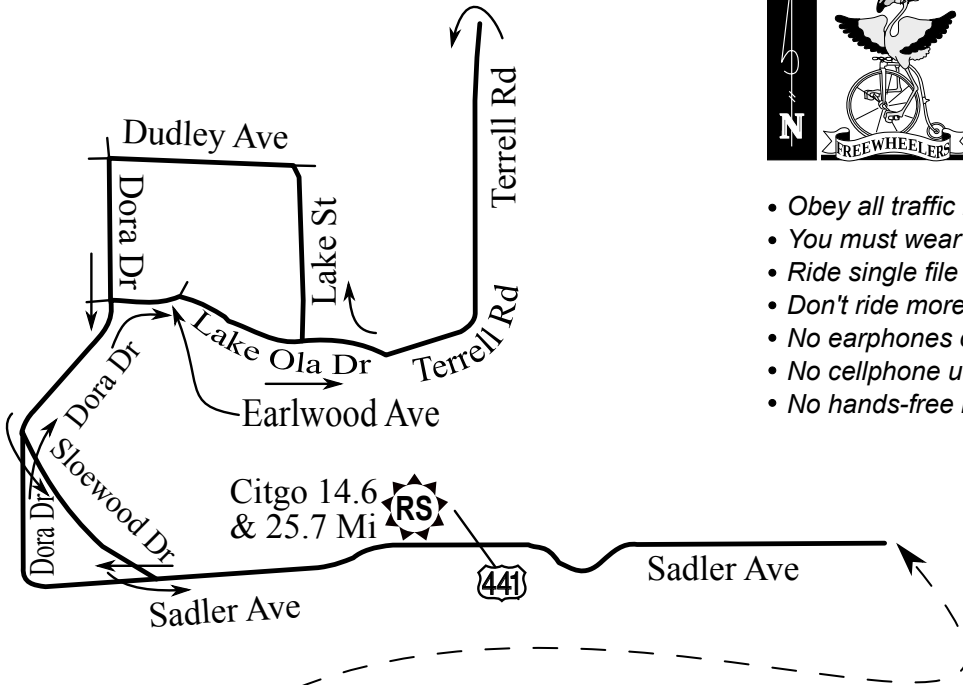 Terrell Rd
N
FREEWHEELERS
Dudley Ave
Dora Dr
Lake St
• Obey all traffic
• You must wear
• Ride single file
• Don't ride more
• No earphones
• No cellphone
• No hands-free
Dora Dr
Lake Ola Dr
Terrell Rd
Earlwood Ave
Sloewood Dr
Dora Dr
Citgo 14.6
& 25.7 Mi
RS
441
Sadler Ave
Sadler Ave